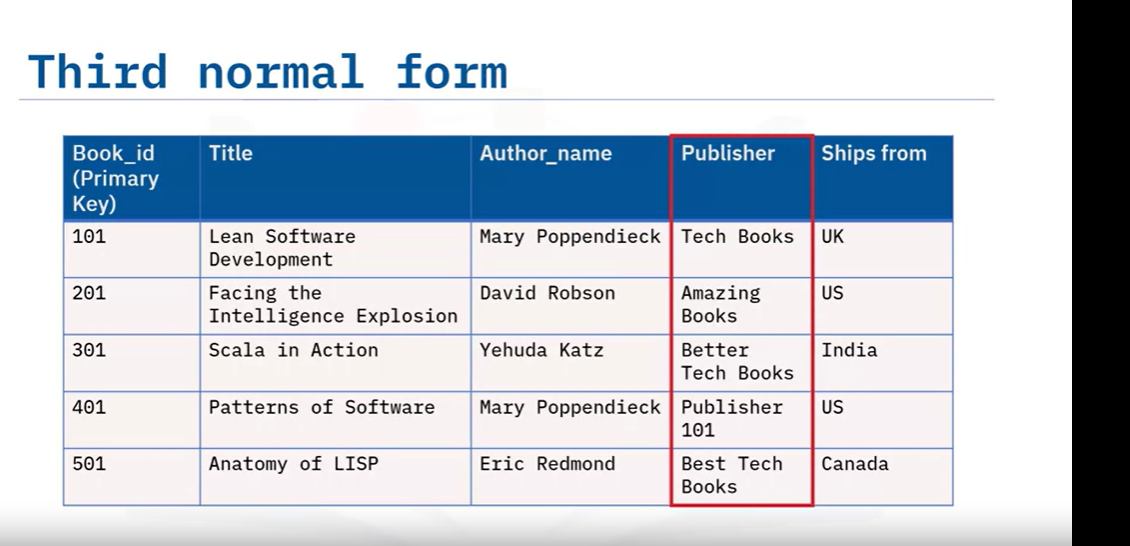 Third normal form
Book_id
(Primary
Key)
Title
Author_name
Publisher
Ships from
101
Lean Software
Development
Mary Poppendieck
Tech Books
UK
201
Facing the
Intelligence Explosion
David Robson
Amazing
Books
US
301
Scala in Action
Yehuda Katz
Better
Tech Books
India
401
Patterns of Software
Mary Poppendieck
Publisher
101
US
501
Anatomy of LISP
Eric Redmond
Best Tech
Books
Canada